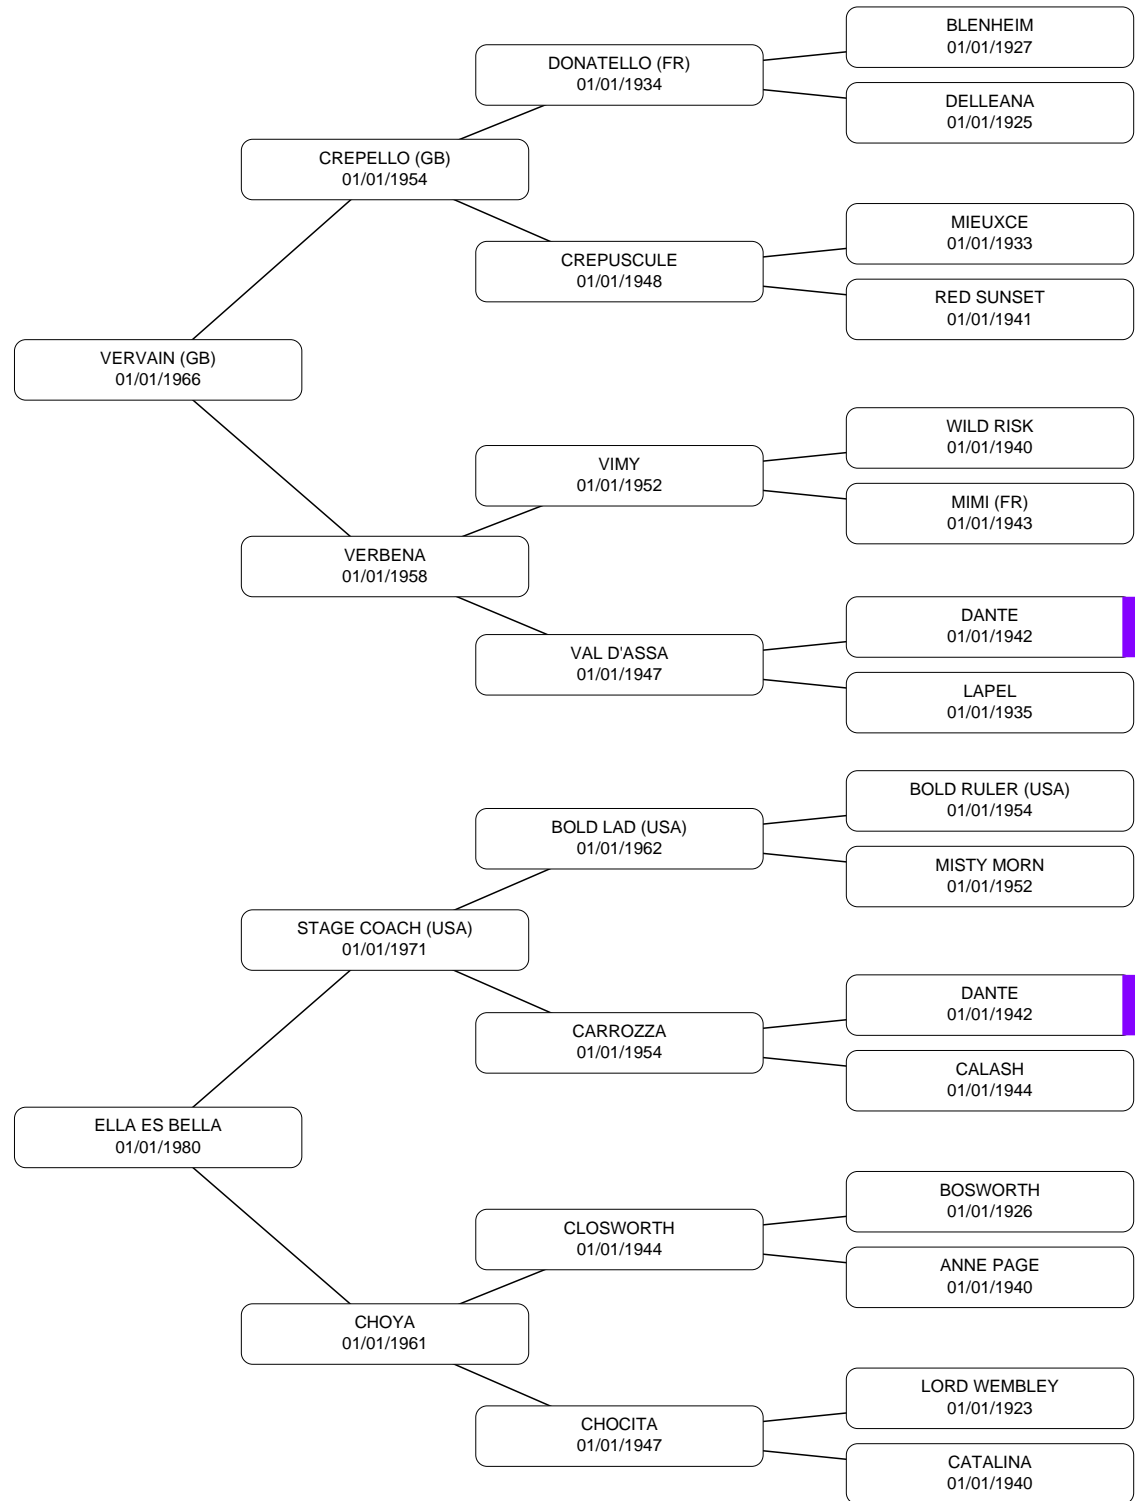 BLENHEIM
01/01/1927
DONATELLO (FR)
01/01/1934
DELLEANA
01/01/1925
CREPELLO (GB)
01/01/1954
MIEUXCE
01/01/1933
CREPUSCULE
01/01/1948
RED SUNSET
01/01/1941
VERVAIN (GB)
01/01/1966
WILD RISK
01/01/1940
VIMY
01/01/1952
MIMI (FR)
01/01/1943
VERBENA
01/01/1958
DANTE
01/01/1942
VAL D'ASSA
01/01/1947
LAPEL
01/01/1935
BOLD RULER (USA)
01/01/1954
BOLD LAD (USA)
01/01/1962
MISTY MORN
01/01/1952
STAGE COACH (USA)
01/01/1971
DANTE
01/01/1942
CARROZZA
01/01/1954
CALASH
01/01/1944
ELLA ES BELLA
01/01/1980
BOSWORTH
01/01/1926
CLOSWORTH
01/01/1944
ANNE PAGE
01/01/1940
CHOYA
01/01/1961
LORD WEMBLEY
01/01/1923
CHOCITA
01/01/1947
CATALINA
01/01/1940